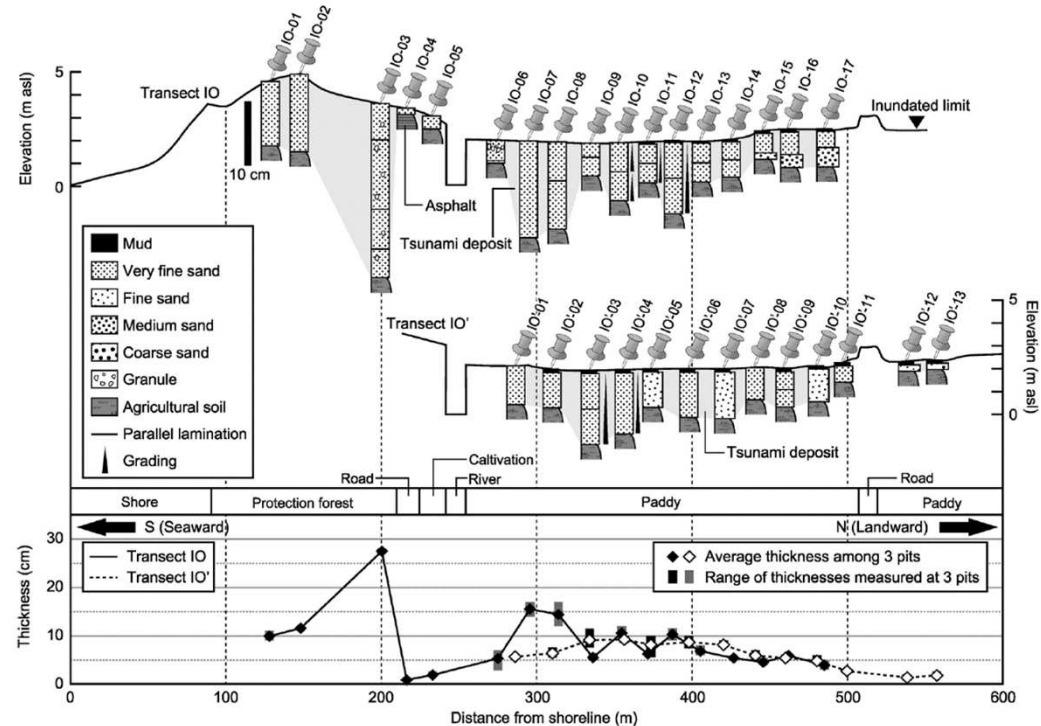 IO-01
IO-02
IO-03
IO-04
IO-05
IO-06
IO-07
IO-08
IO-09
IO-10
IO-11
IO-12
IO-13
IO-14
IO-15
IO-16
IO-17
Elevation (m asl)
5
0
Transect IO
10 cm
Asphalt
Tsunami deposit
Inundated limit
Mud
Very fine sand
Fine sand
Medium sand
Coarse sand
Granule
Agricultural soil
Parallel lamination
Grading
Transect IO'
IO'-01
IO'-02
IO'-03
IO'-04
IO'-05
IO'-06
IO'-07
IO'-08
IO'-09
IO'-10
IO'-11
IO'-12
IO'-13
5
0
Elevation (m asl)
Tsunami deposit
Road
Caltivation
River
Road
Shore
Protection forest
Paddy
Paddy
S (Seaward)
N (Landward)
Thickness (cm)
30
20
10
0
Transect IO
Transect IO'
Average thickness among 3 pits
Range of thicknesses measured at 3 pits
0 100 200 300 400 500 600
Distance from shoreline (m)